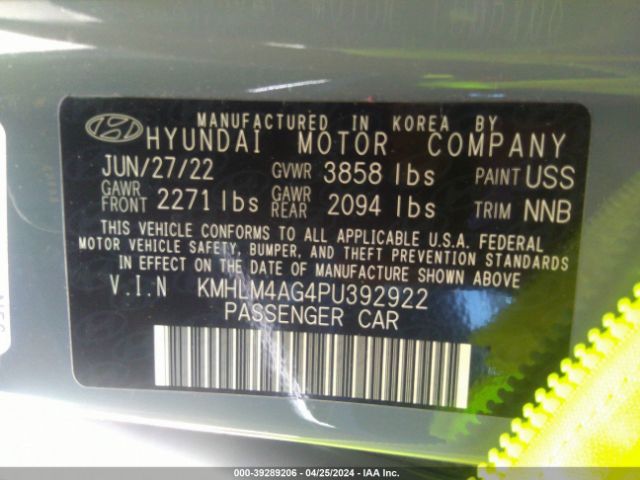 MANUFACTURED IN KOREA BY
HYUNDAI MOTOR COMPANY
JUN/27/22 GVWR 3858 lbs PAINT USS
GAWR FRONT 2271 lbs GAWR REAR 2094 lbs TRIM NNB
THIS VEHICLE CONFORMS TO ALL APPLICABLE U.S.A. FEDERAL
MOTOR VEHICLE SAFETY, BUMPER, AND THEFT PREVENTION STANDARDS
IN EFFECT ON THE DATE OF MANUFACTURE SHOWN ABOVE
V.I.N KMHLM4AG4PU392922
PASSENGER CAR
000-39289206 - 04/25/2024 - IAA Inc.